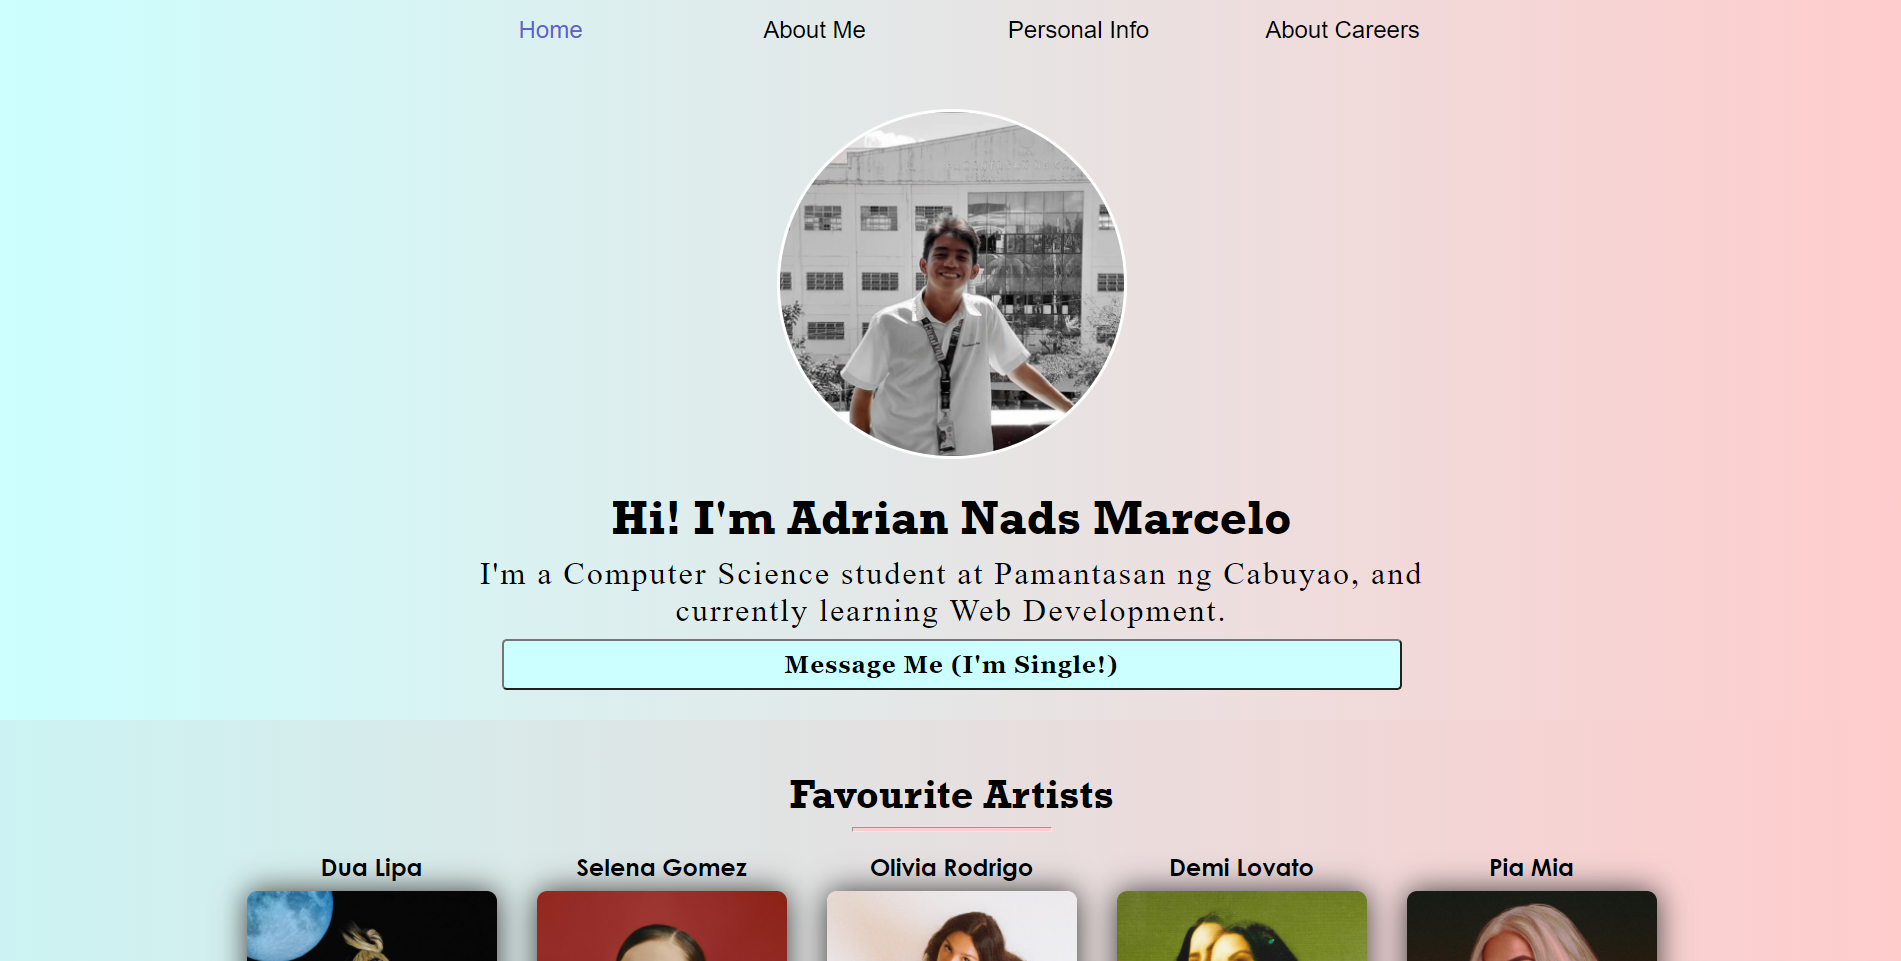 Home About Me Personal Info About Careers
Hi! I'm Adrian Nads Marcelo
I'm a Computer Science student at Pamantasan ng Cabuyao, and
currently learning Web Development.
Message Me (I'm Single!)
Favourite Artists
Dua Lipa Selena Gomez Olivia Rodrigo Demi Lovato Pia Mia